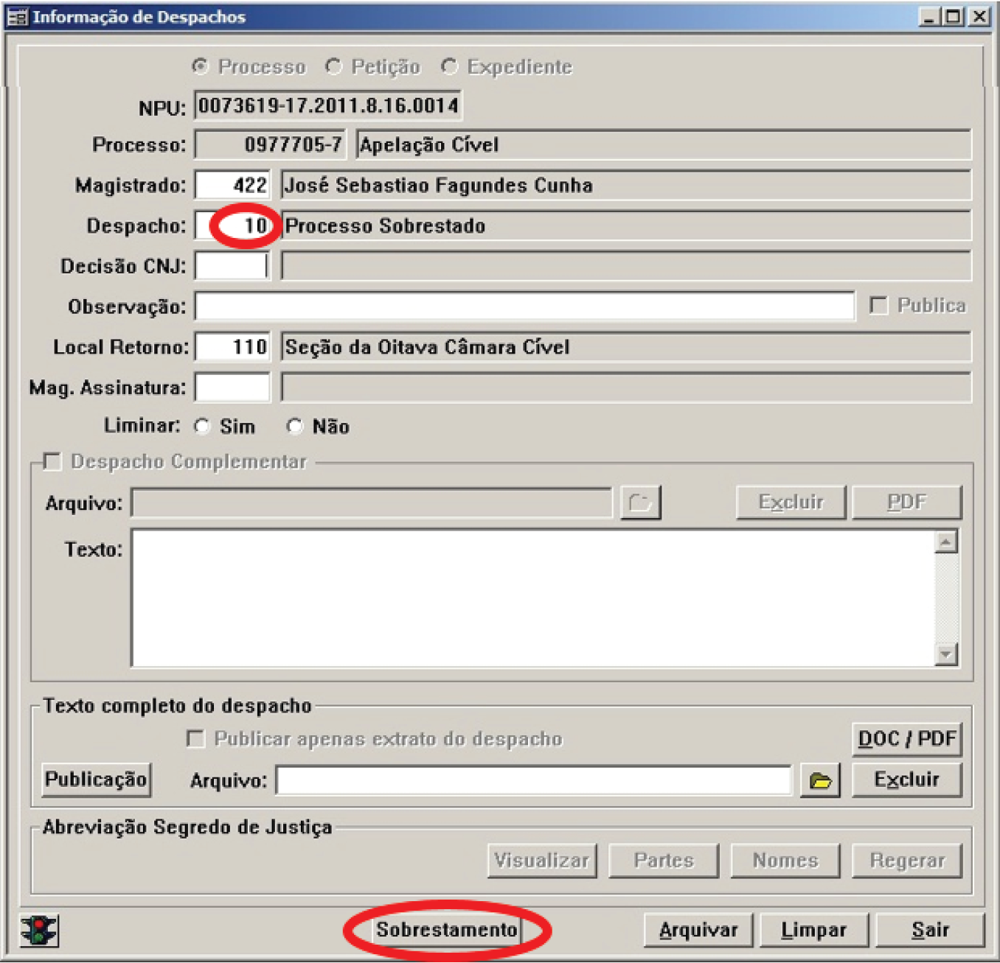 Informação de Despachos
Processo Petição Expediente
NPU: 0073619-17.2011.8.16.0014
Processo: 0977705-7 Apelação Cível
Magistrado: 422 José Sebastiao Fagundes Cunha
Despacho: 10 Processo Sobrestado
Decisão CNJ:
Observação: Publica
Local Retorno: 110 Seção da Oitava Câmara Cível
Mag. Assinatura:
Liminar: Sim Não
Despacho Complementar
Arquivo: Excluir PDF
Texto:
Texto completo do despacho
Publicar apenas extrato do despacho DOC / PDF
Publicação Arquivo: Excluir
Abreviação Segredo de Justiça
Visualizar Partes Nomes Regerar
Sobrestamento Arquivar Limpar Sair